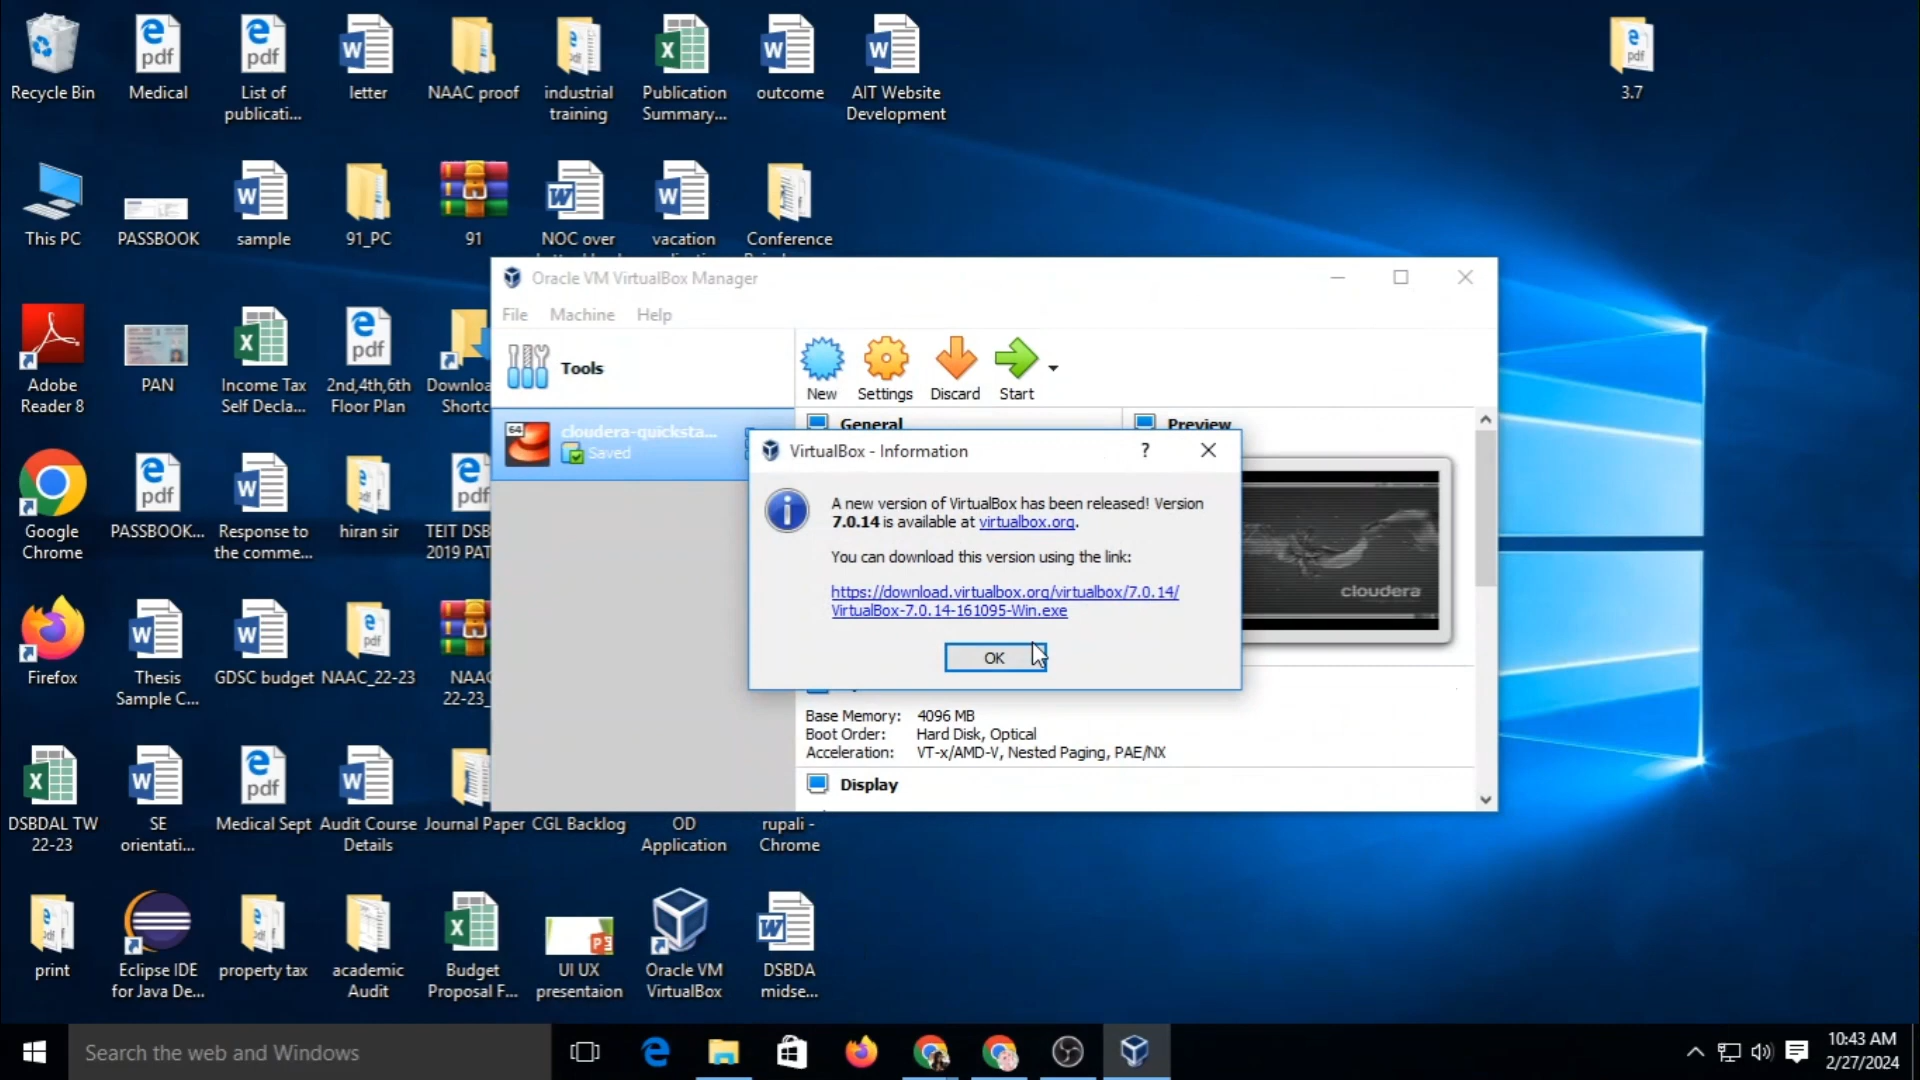 Recycle Bin
Medical
List of
publicati...
letter
NAAC proof
industrial
training
Publication
Summary...
outcome
AIT Website
Development
3.7
This PC
PASSBOOK
sample
91_PC
91
NOC over
vacation
Conference
Adobe
Reader 8
PAN
Income Tax
Self Decla...
2nd,4th,6th
Floor Plan
Google
Chrome
PASSBOOK...
Response to
the comme...
hiran sir
TEIT DSB
2019 PAT
Firefox
Thesis
Sample C...
GDSC budget
NAAC_22-23
NAAC
22-23_
DSBDAL TW
22-23
SE
orientati...
Medical Sept
Audit Course
Details
Journal Paper
CGL Backlog
OD
Application
rupali -
Chrome
print
Eclipse IDE
for Java De...
property tax
academic
Audit
Budget
Proposal F...
UI UX
presentaion
Oracle VM
VirtualBox
DSBDA
midse...
Oracle VM VirtualBox Manager
File Machine Help
Tools
New Settings Discard Start
64
cloudera-quicksta...
Saved
General
Preview
cloudera
VirtualBox - Information
?
A new version of VirtualBox has been released! Version
7.0.14 is available at virtualbox.org.
You can download this version using the link:
https://download.virtualbox.org/virtualbox/7.0.14/
VirtualBox-7.0.14-161095-Win.exe
OK
Base Memory: 4096 MB
Boot Order: Hard Disk, Optical
Acceleration: VT-x/AMD-V, Nested Paging, PAE/NX
Display
Search the web and Windows
10:43 AM
2/27/2024